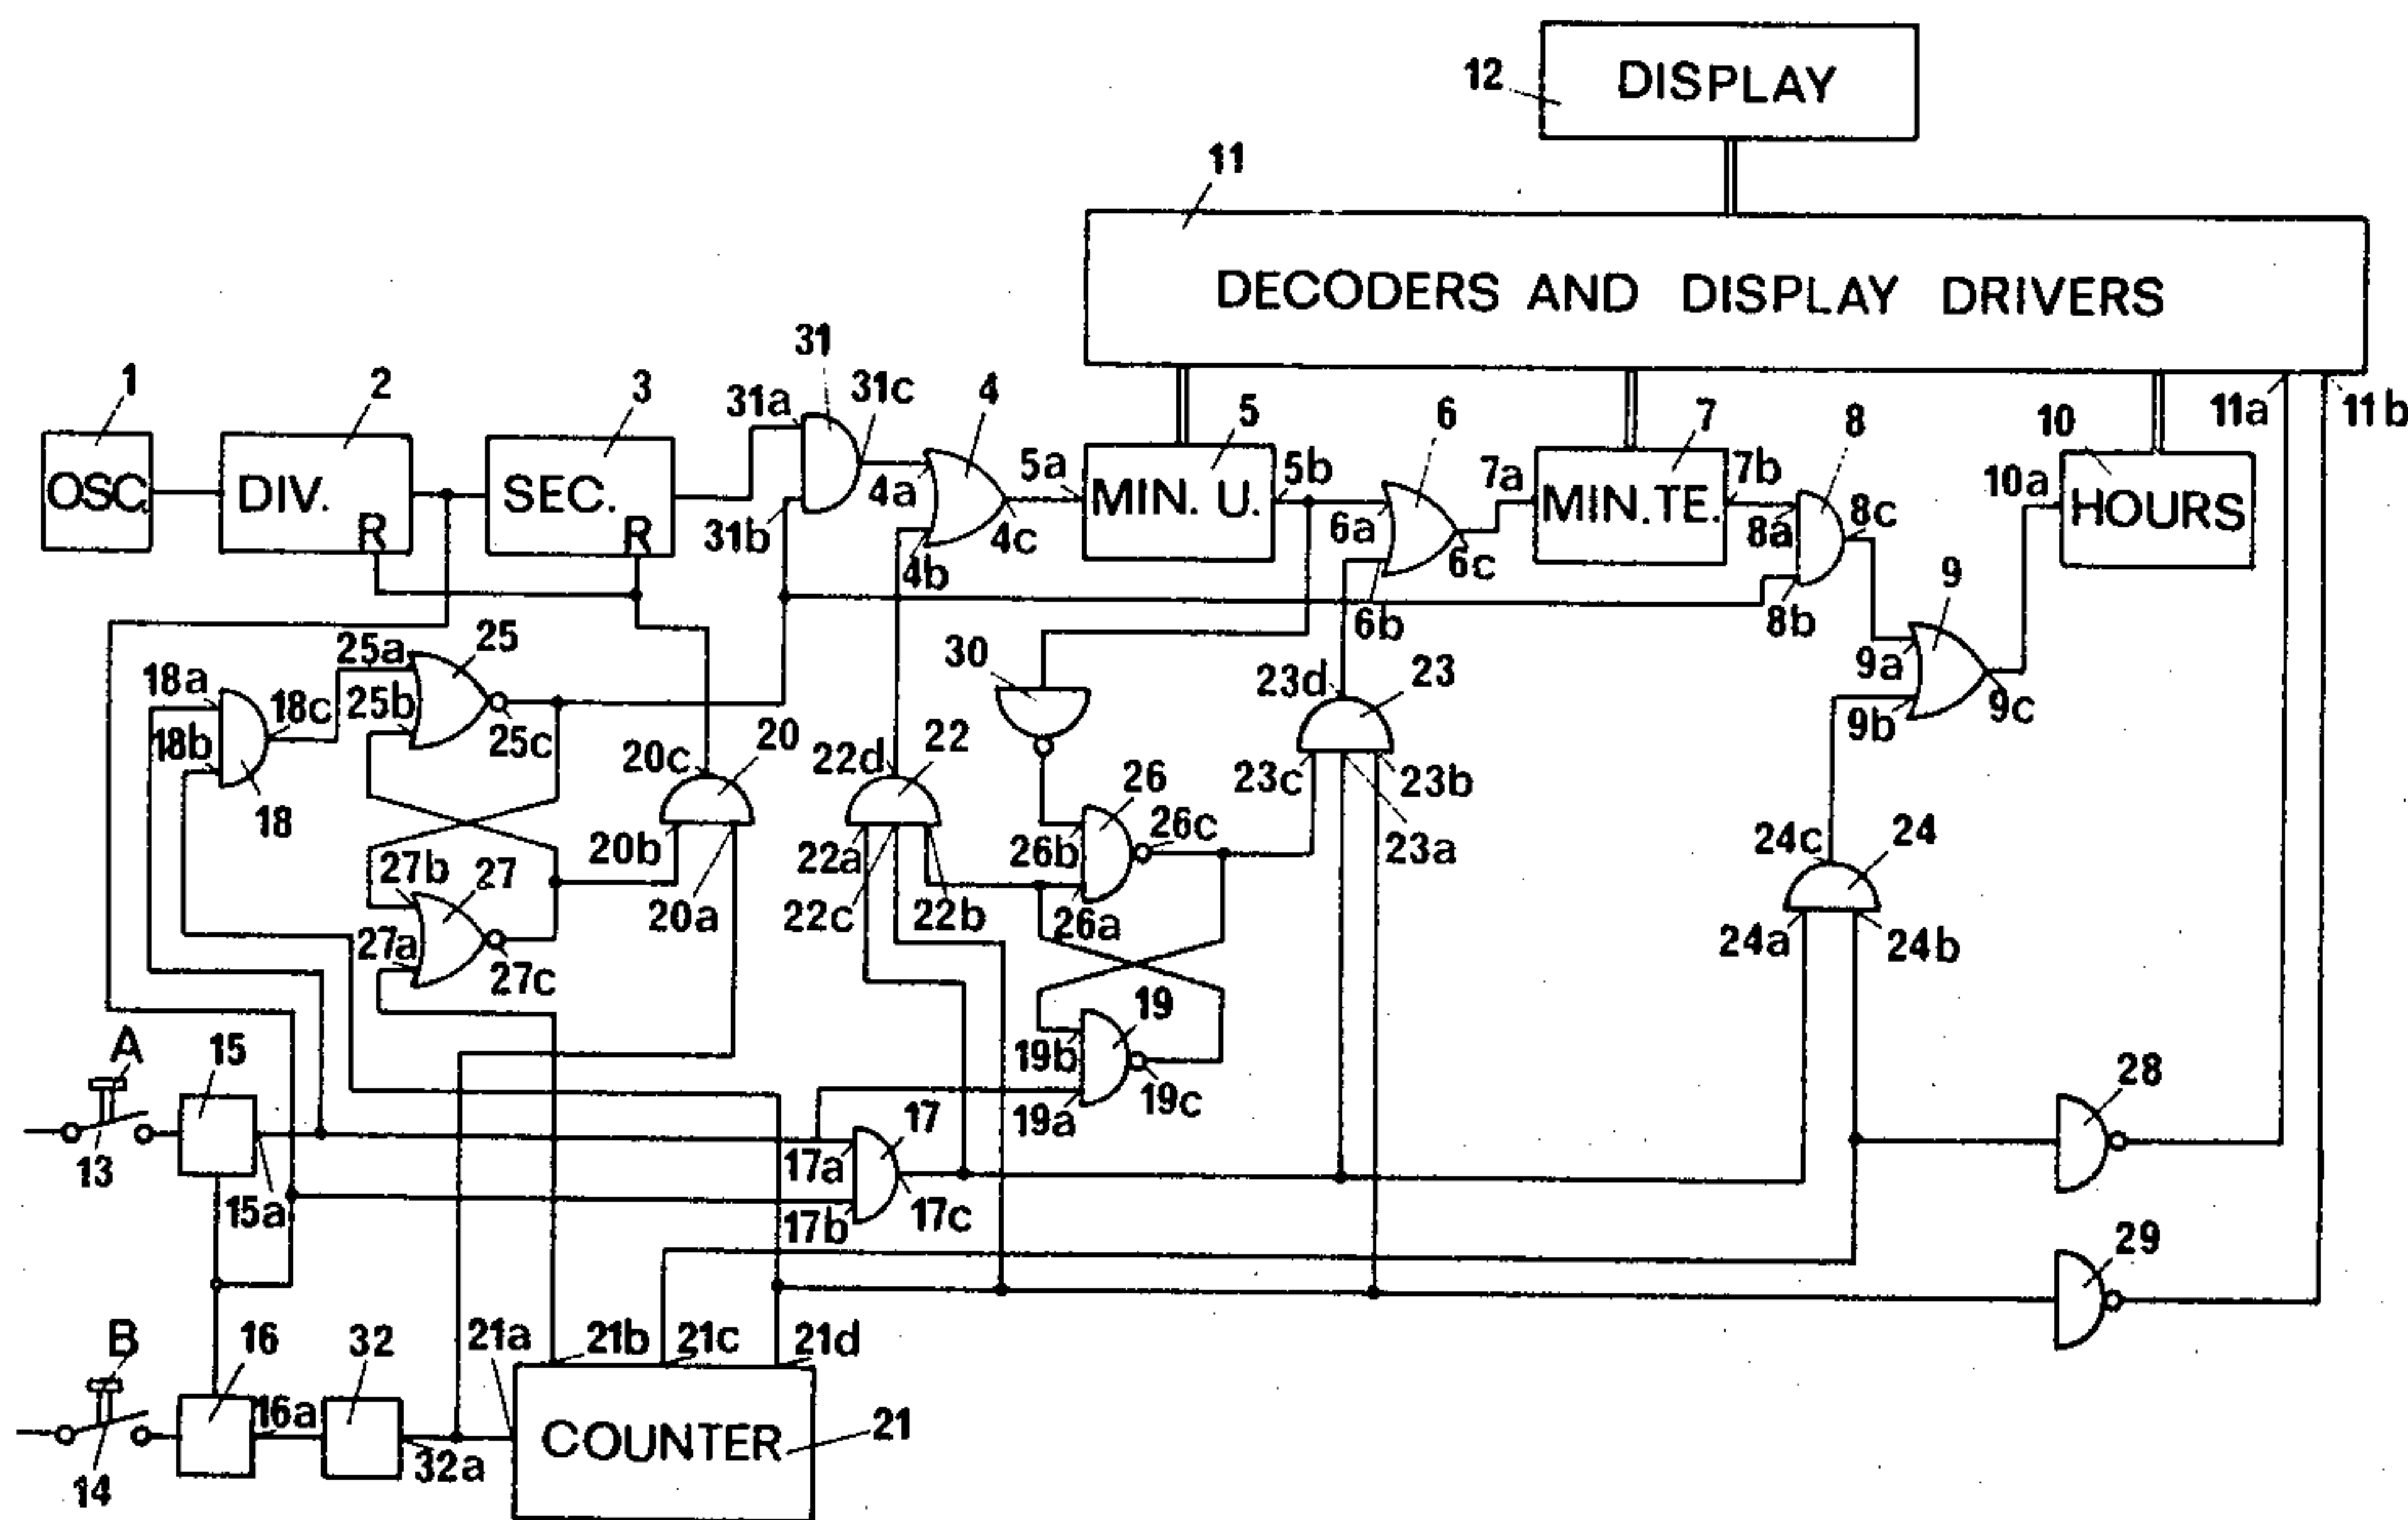 12
DISPLAY
11
DECODERS AND DISPLAY DRIVERS
1
2
3
31
31a
31c
4
5
6
7
8
10
11a
11b
OSC.
DIV.
R
SEC.
R
31b
4a
4b
4c
5a
MIN. U.
5b
6a
6b
6c
7a
MIN.TE.
7b
8a
8b
8c
10a
HOURS
9
9a
9b
9c
25a
25
25b
25c
18a
18b
18c
18
30
23d
23
23c
23b
23a
20c
20
20b
20a
22d
22
22a
22c
22b
26
26b
26c
26a
27b
27
27a
27c
24c
24
24a
24b
19
19b
19a
19c
A
15
13
15a
17
17a
17b
17c
28
29
B
16
32
14
16a
32a
21a
21b
21c
21d
COUNTER
21